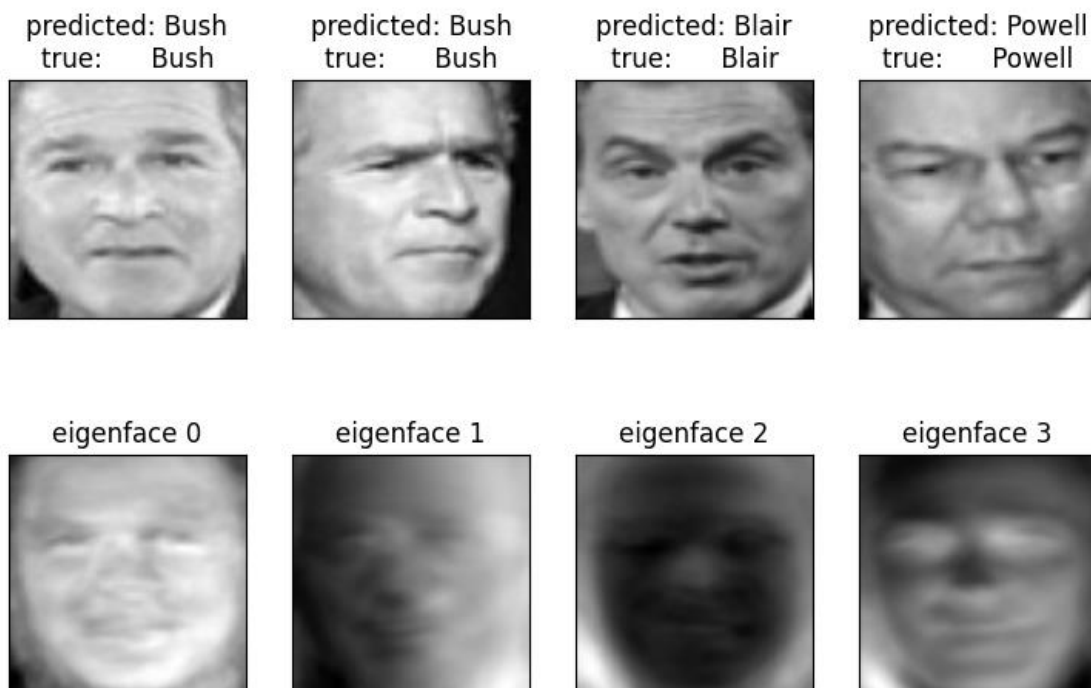 predicted: Bush
true: Bush
predicted: Bush
true: Bush
predicted: Blair
true: Blair
predicted: Powell
true: Powell
eigenface 0
eigenface 1
eigenface 2
eigenface 3